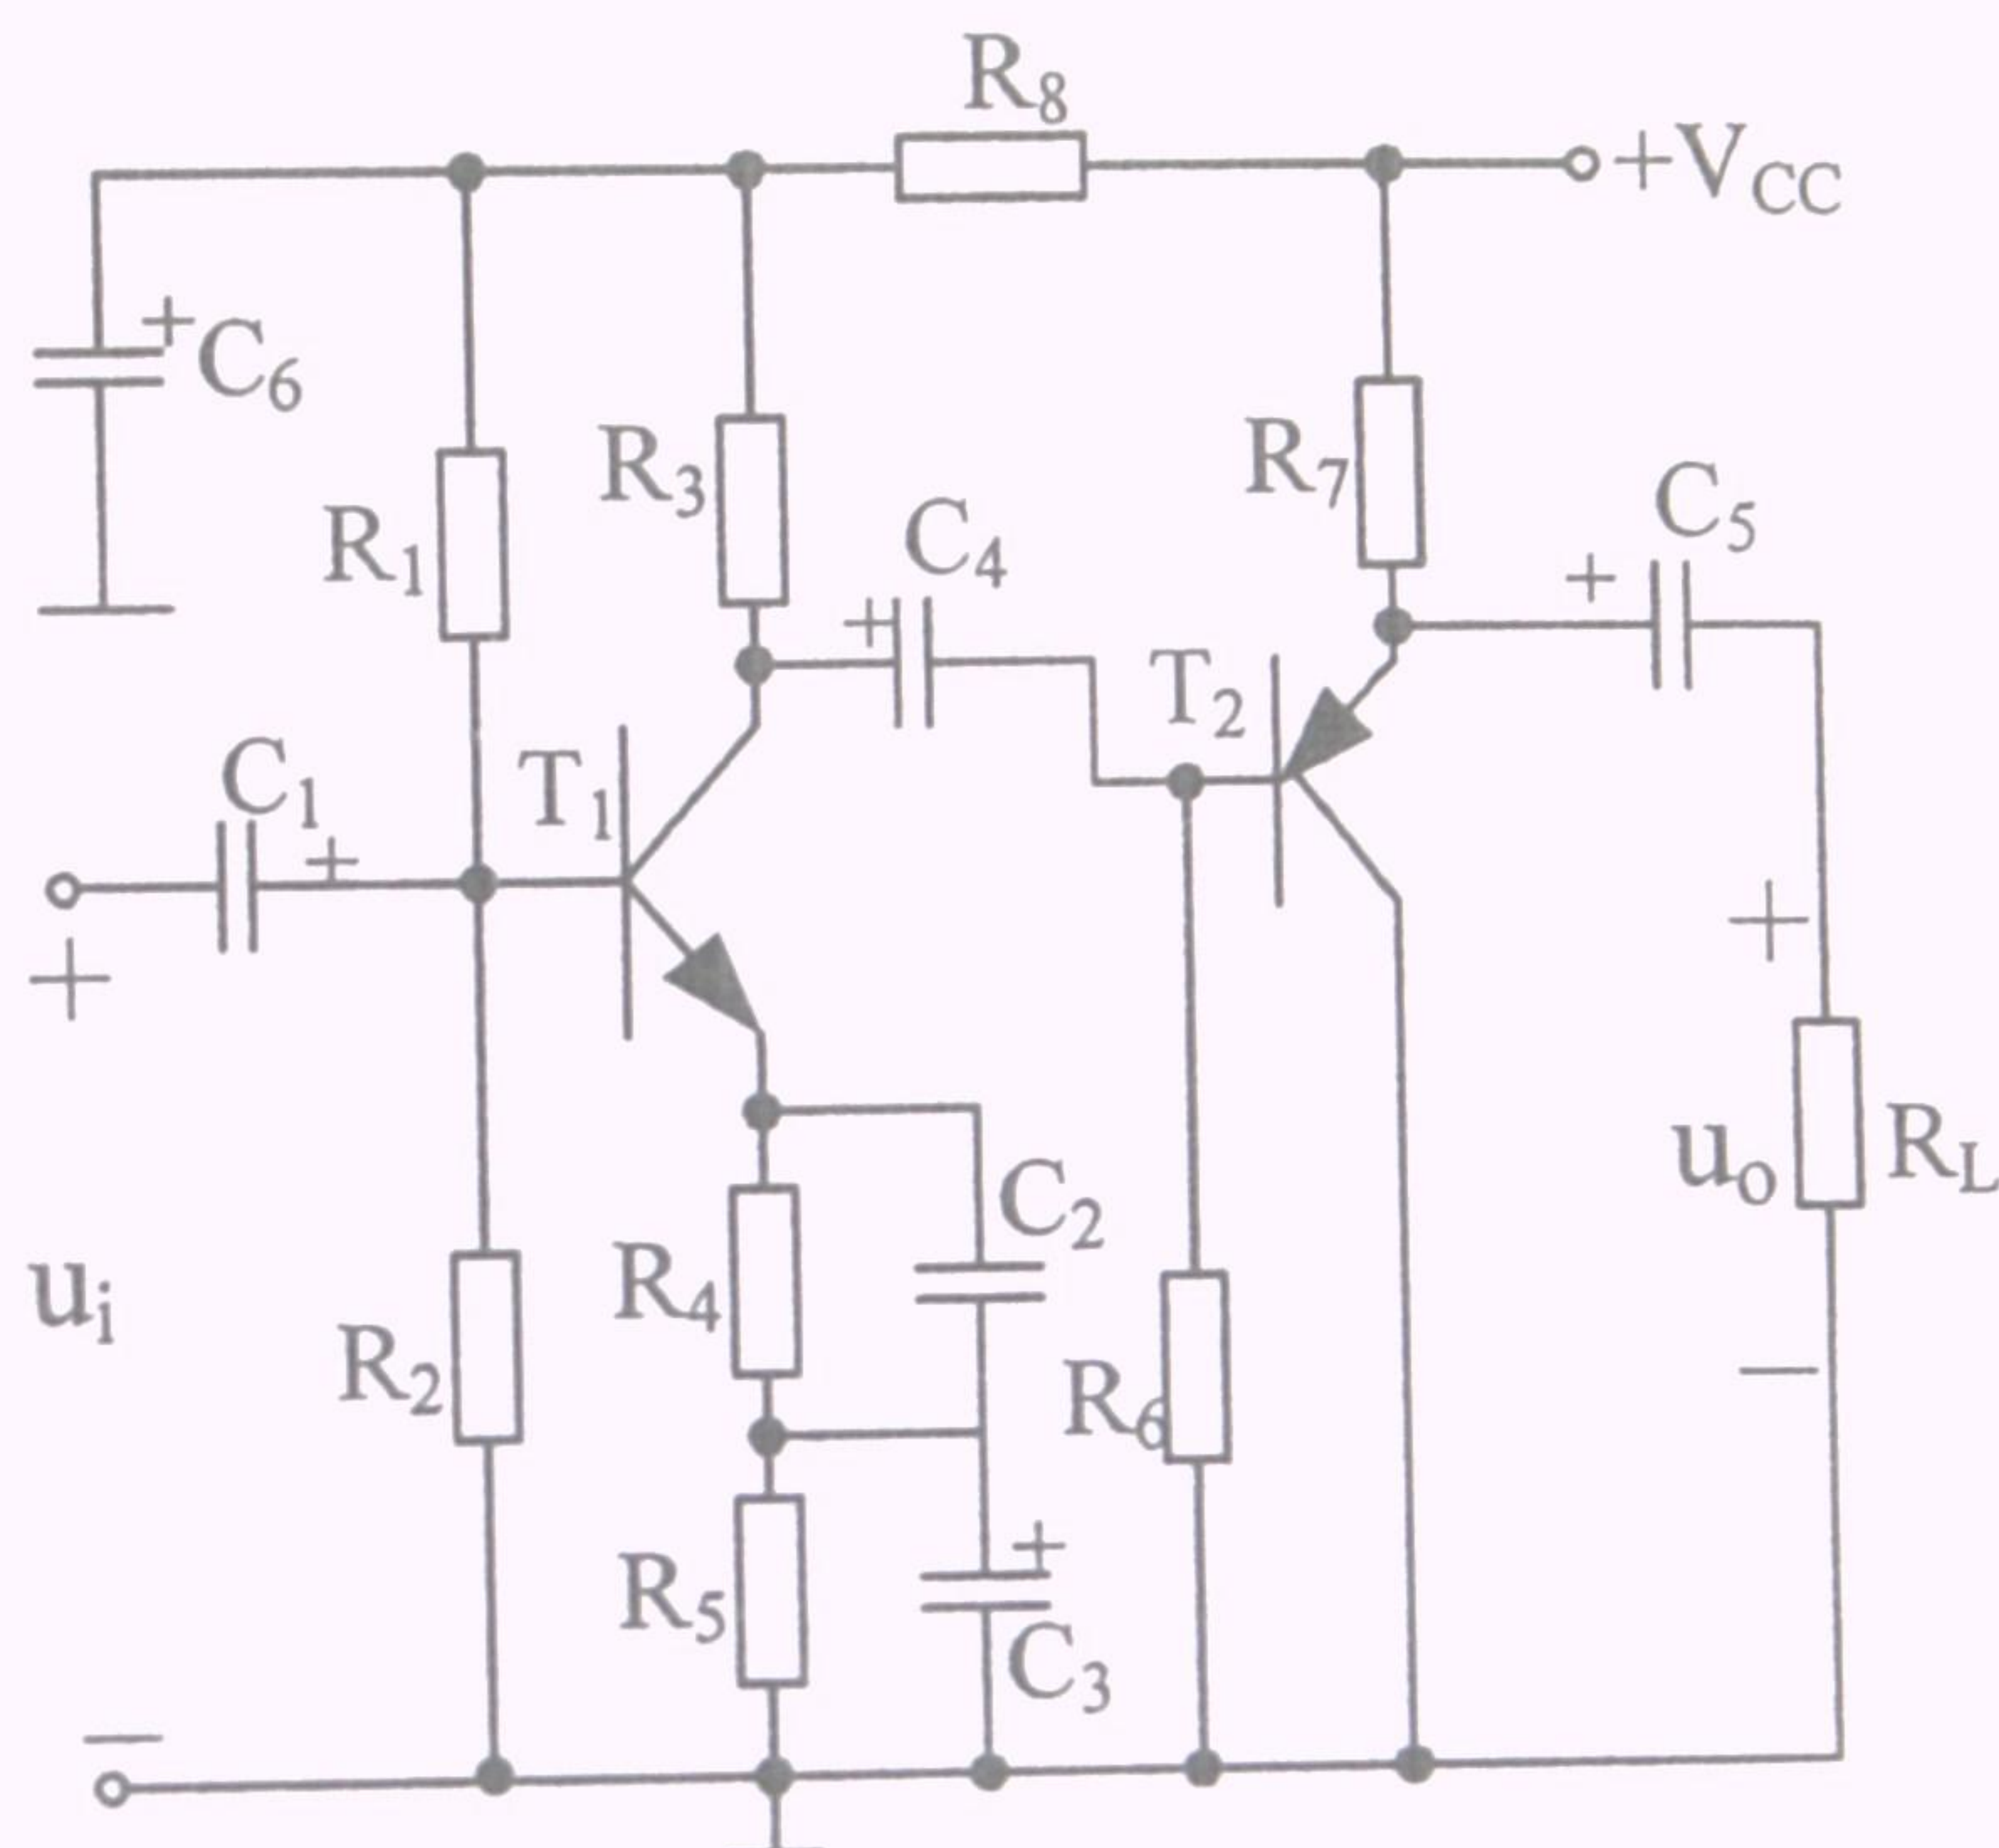 R8
+VCC
+C6
R3
R7
C5
+
R1
C4
+
T2
C1
T1
+
+
+
C2
uo
RL
R4
ui
R2
R6
−
+
R5
C3
−